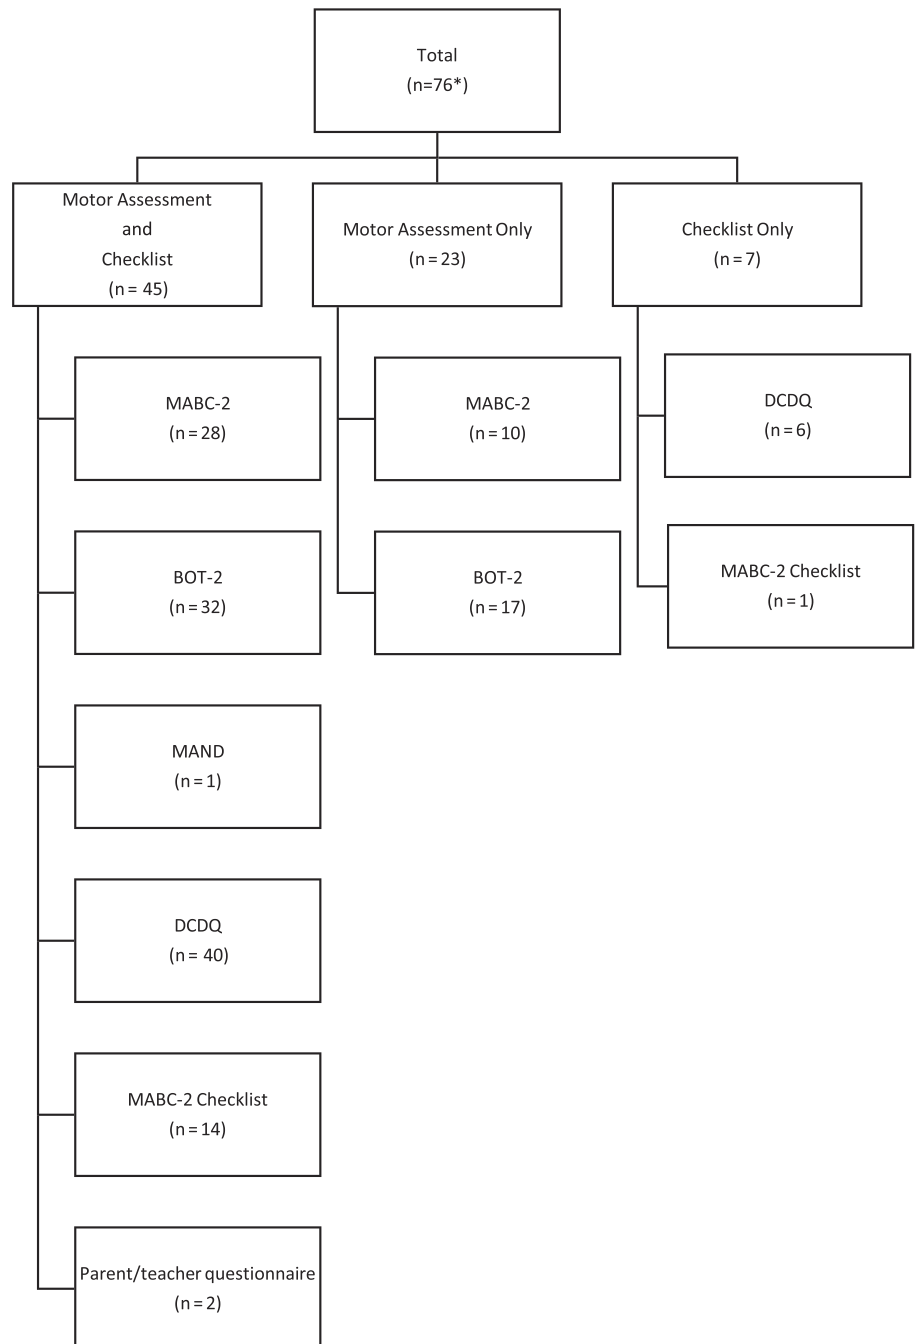 Total
(n=76*)
Motor Assessment
and
Checklist
(n = 45)
Motor Assessment Only
(n = 23)
Checklist Only
(n = 7)
MABC-2
(n = 28)
BOT-2
(n = 32)
MAND
(n = 1)
DCDQ
(n = 40)
MABC-2 Checklist
(n = 14)
Parent/teacher questionnaire
(n = 2)
MABC-2
(n = 10)
BOT-2
(n = 17)
DCDQ
(n = 6)
MABC-2 Checklist
(n = 1)